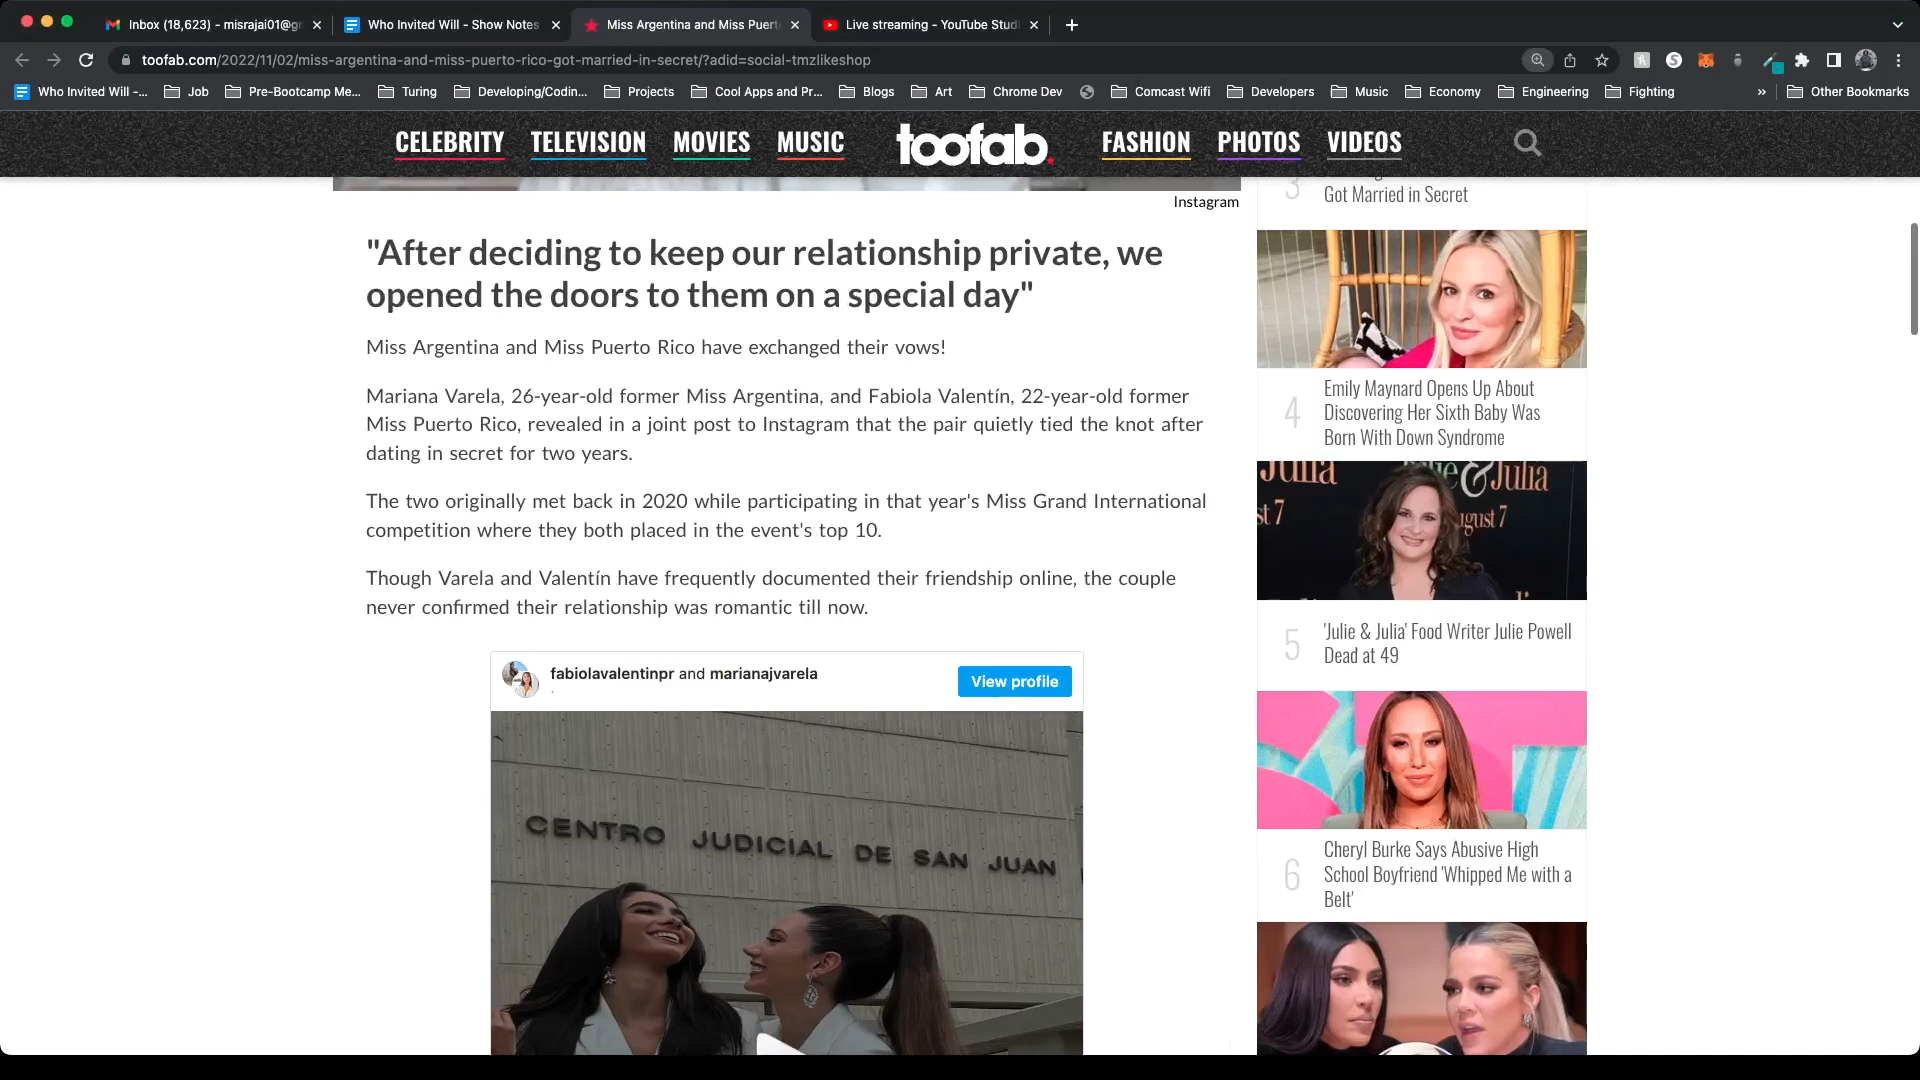 Inbox (18,623) - misrajai01@g
Who Invited Will - Show Notes
Miss Argentina and Miss Puert
Live streaming - YouTube Stud
toofab.com/2022/11/02/miss-argentina-and-miss-puerto-rico-got-married-in-secret/?adid=social-tmzlikeshop
Who Invited Will -...
Job
Pre-Bootcamp Me...
Turing
Developing/Codin...
Projects
Cool Apps and Pr...
Blogs
Art
Chrome Dev
Comcast Wifi
Developers
Music
Economy
Engineering
Fighting
»
Other Bookmarks
CELEBRITY
TELEVISION
MOVIES
MUSIC
toofab.
FASHION
PHOTOS
VIDEOS
Instagram
"After deciding to keep our relationship private, we
opened the doors to them on a special day"
Miss Argentina and Miss Puerto Rico have exchanged their vows!
Mariana Varela, 26-year-old former Miss Argentina, and Fabiola Valentín, 22-year-old former
Miss Puerto Rico, revealed in a joint post to Instagram that the pair quietly tied the knot after
dating in secret for two years.
The two originally met back in 2020 while participating in that year's Miss Grand International
competition where they both placed in the event's top 10.
Though Varela and Valentín have frequently documented their friendship online, the couple
never confirmed their relationship was romantic till now.
fabiolavalentinpr and marianajvarela
View profile
CENTRO JUDICIAL DE SAN JUAN
3
Got Married in Secret
4
Emily Maynard Opens Up About
Discovering Her Sixth Baby Was
Born With Down Syndrome
Julia
&Julia
st 7
ugust 7
5
'Julie & Julia' Food Writer Julie Powell
Dead at 49
6
Cheryl Burke Says Abusive High
School Boyfriend 'Whipped Me with a
Belt'